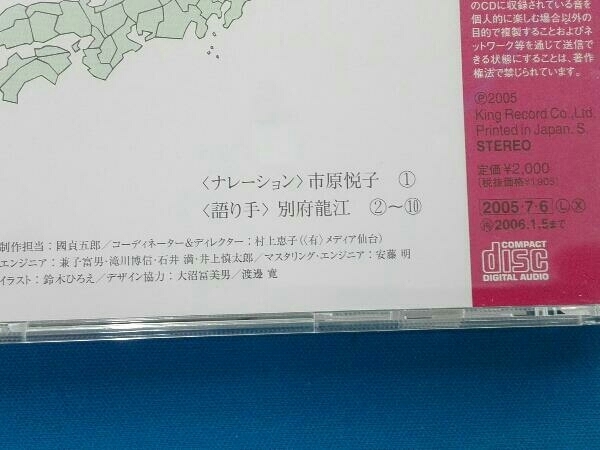 のCDに収録されている音を
個人的に楽しむ場合以外の
目的で複製することおよびネ
ットワーク等を通じて送信で
きる状態にすることは、著作
権法で禁じられています。
℗2005
King Record Co., Ltd.
Printed in Japan. S.
STEREO
定価¥2,000
(税抜価格¥1,905)
2005・7・6 Ⓛ Ⓧ
2006.1.5まで
COMPACT
disc
DIGITAL AUDIO
〈ナレーション〉市原悦子 ①
〈語り手〉別府龍江 ②〜⑩
制作担当：國貞五郎／コーディネーター&ディレクター：村上恵子((有)メディア仙台)
エンジニア：兼子富男・滝川博信・石井 満・井上慎太郎／マスタリング・エンジニア：安藤 明
イラスト：鈴木ひろえ／デザイン協力：大沼冨美男／渡邊 寛